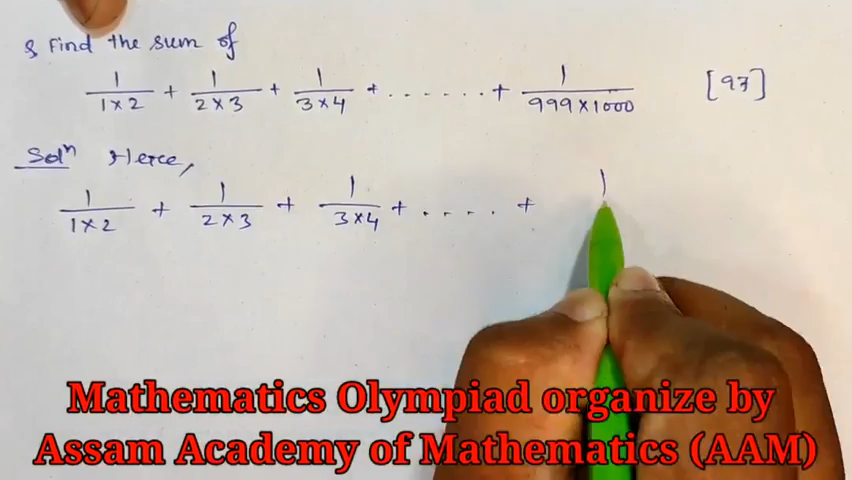 Q Find the sum of
1/1×2 + 1/2×3 + 1/3×4 + ...... + 1/999×1000 [97]
Solⁿ Here,
1/1×2 + 1/2×3 + 1/3×4 + .... + 1
Mathematics Olympiad organize by
Assam Academy of Mathematics (AAM)